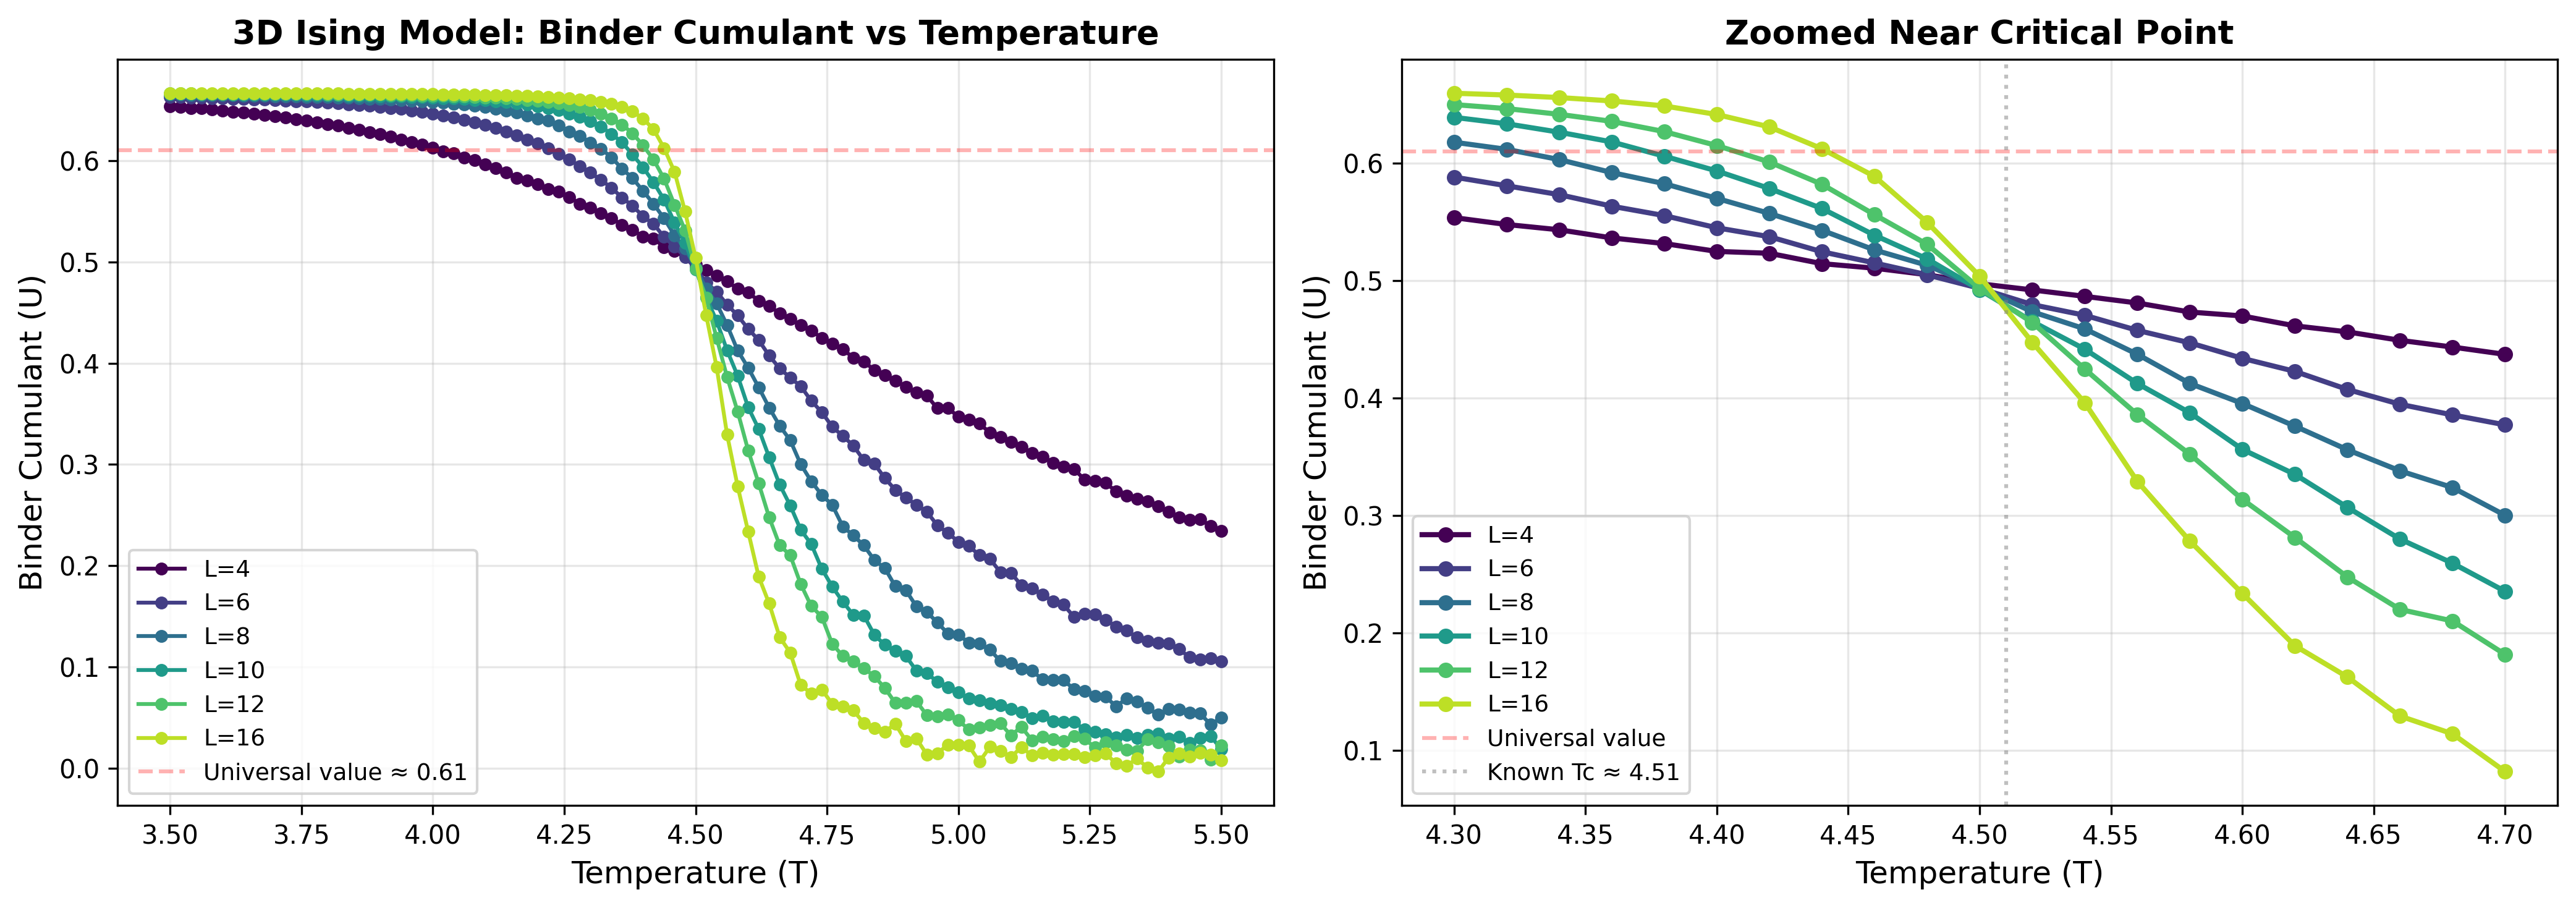 3D Ising Model: Binder Cumulant vs Temperature
Binder Cumulant (U)
0.6
0.5
0.4
0.3
0.2
0.1
0.0
L=4
L=6
L=8
L=10
L=12
L=16
Universal value ≈ 0.61
3.50 3.75 4.00 4.25 4.50 4.75 5.00 5.25 5.50
Temperature (T)
Zoomed Near Critical Point
Binder Cumulant (U)
0.6
0.5
0.4
0.3
0.2
0.1
L=4
L=6
L=8
L=10
L=12
L=16
Universal value
Known Tc ≈ 4.51
4.30 4.35 4.40 4.45 4.50 4.55 4.60 4.65 4.70
Temperature (T)